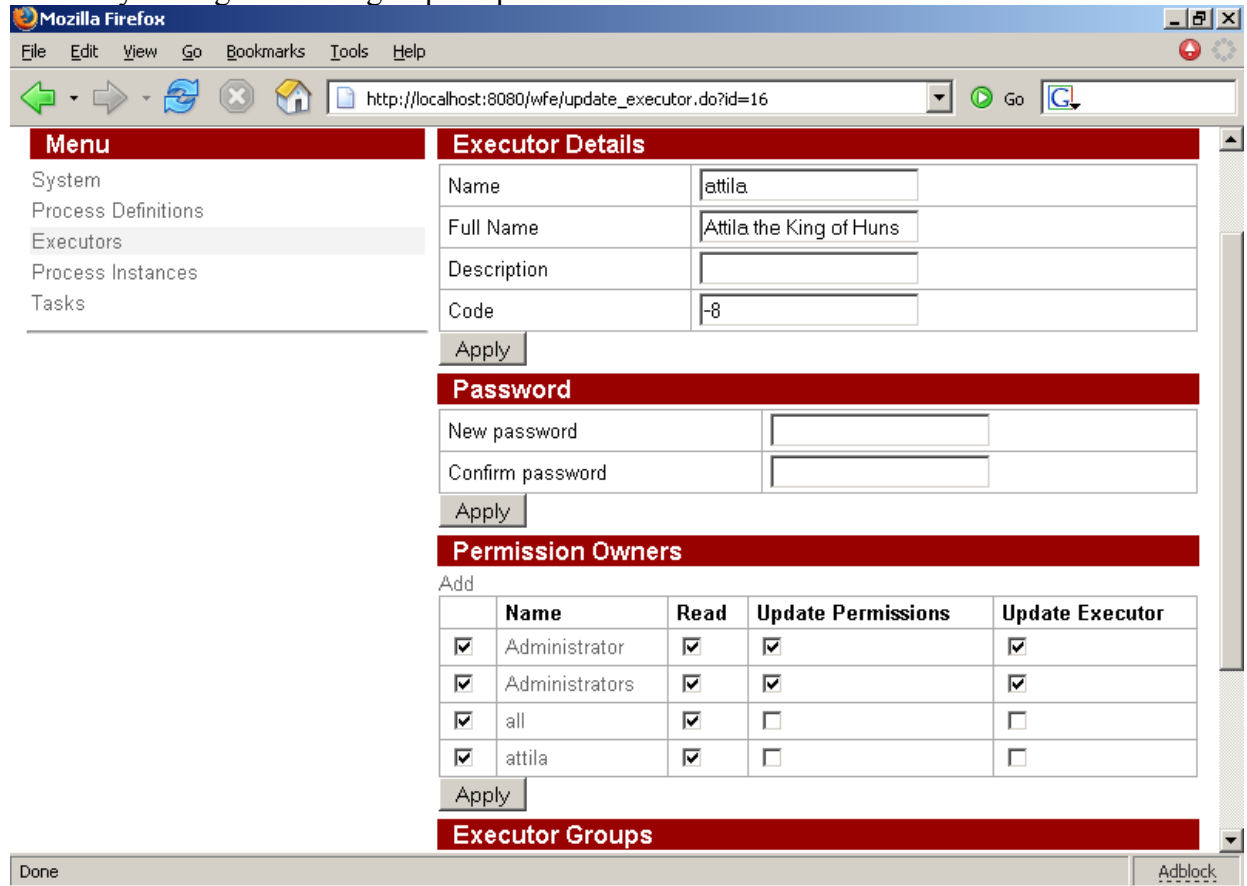 Mozilla Firefox
File Edit View Go Bookmarks Tools Help
http://localhost:8080/wfe/update_executor.do?id=16 Go G
Menu
System
Process Definitions
Executors
Process Instances
Tasks
Executor Details
Name attila
Full Name Attila the King of Huns
Description
Code -8
Apply
Password
New password
Confirm password
Apply
Permission Owners
Add
Name Read Update Permissions Update Executor
Administrator
Administrators
all
attila
Apply
Executor Groups
Done Adblock